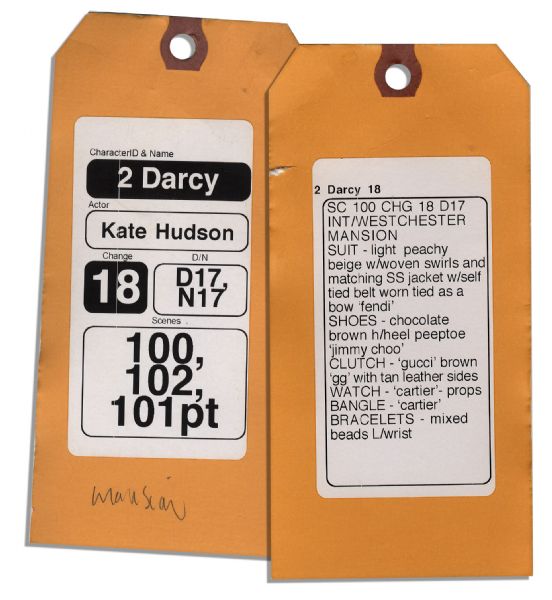 CharacterID & Name
2 Darcy
Actor
Kate Hudson
Change
D/N
18
D17,
N17
Scenes
100,
102,
101pt
mansion
2 Darcy 18
SC 100 CHG 18 D17
INT/WESTCHESTER
MANSION
SUIT - light peachy
beige w/woven swirls and
matching SS jacket w/self
tied belt worn tied as a
bow 'fendi'
SHOES - chocolate
brown h/heel peeptoe
'jimmy choo'
CLUTCH - 'gucci' brown
'gg' with tan leather sides
WATCH - 'cartier'- props
BANGLE - 'cartier'
BRACELETS - mixed
beads L/wrist